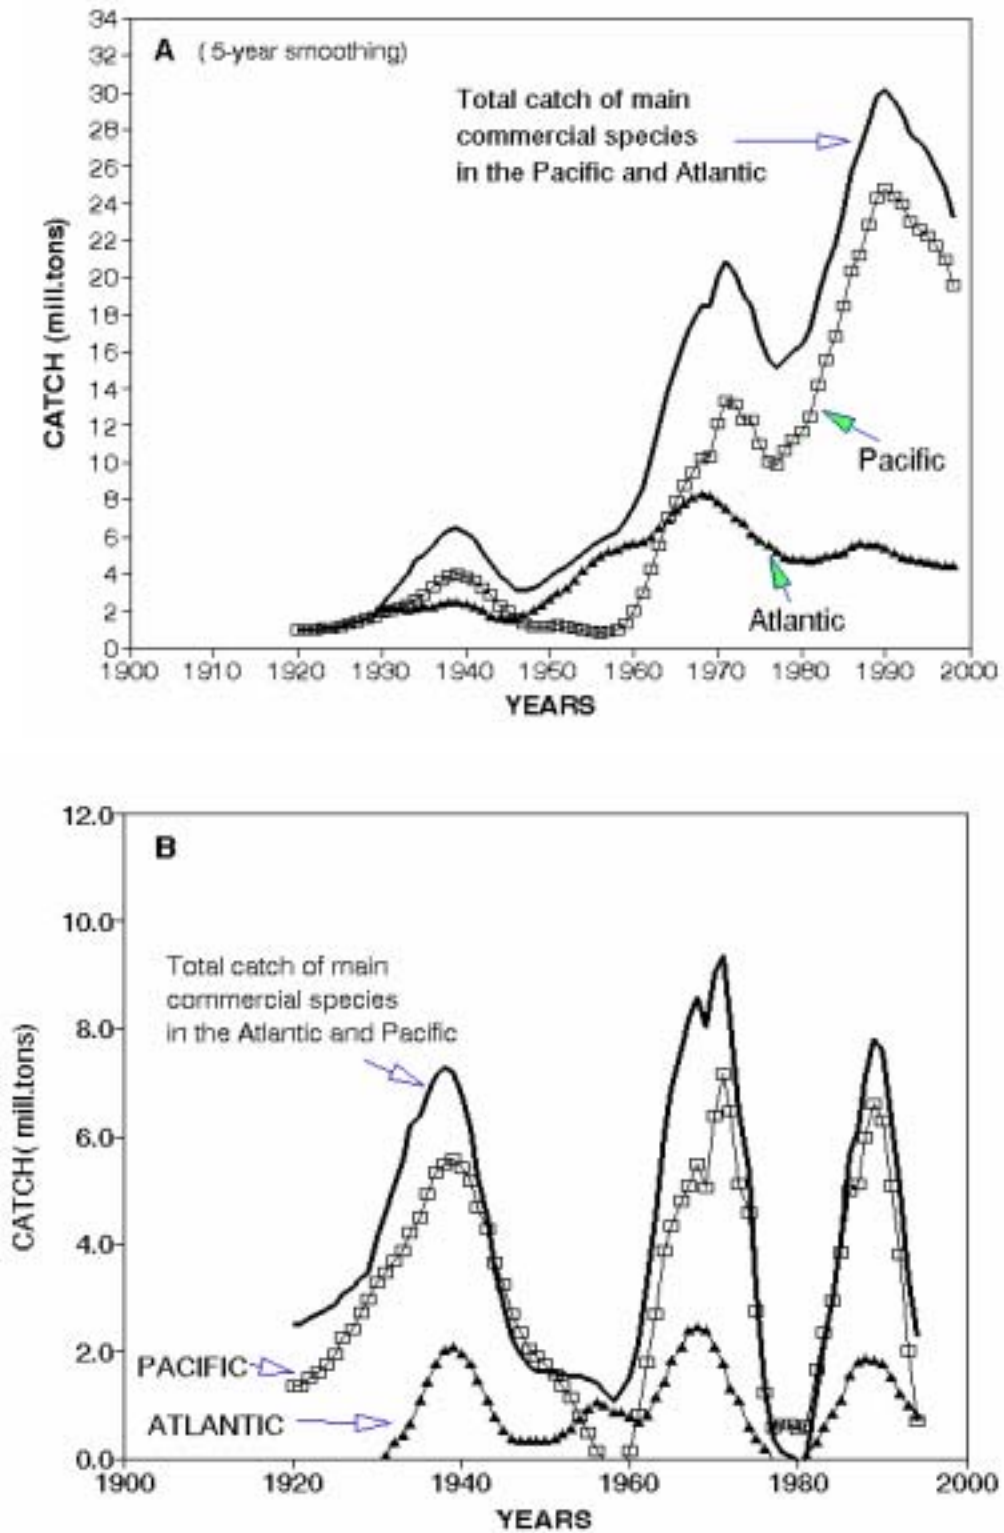 34
32
A ( 5-year smoothing)
30
Total catch of main
28
commercial species
26
in the Pacific and Atlantic
24
22
20
18
16
14
12
10
8
6
4
2
0
CATCH (mill.tons)
Pacific
Atlantic
1900 1910 1920 1930 1940 1950 1960 1970 1980 1990 2000
YEARS
12.0
B
10.0
Total catch of main
commercial species
in the Atlantic and Pacific
8.0
6.0
4.0
2.0
0.0
CATCH( mill.tons)
PACIFIC
ATLANTIC
1900 1920 1940 1960 1980 2000
YEARS